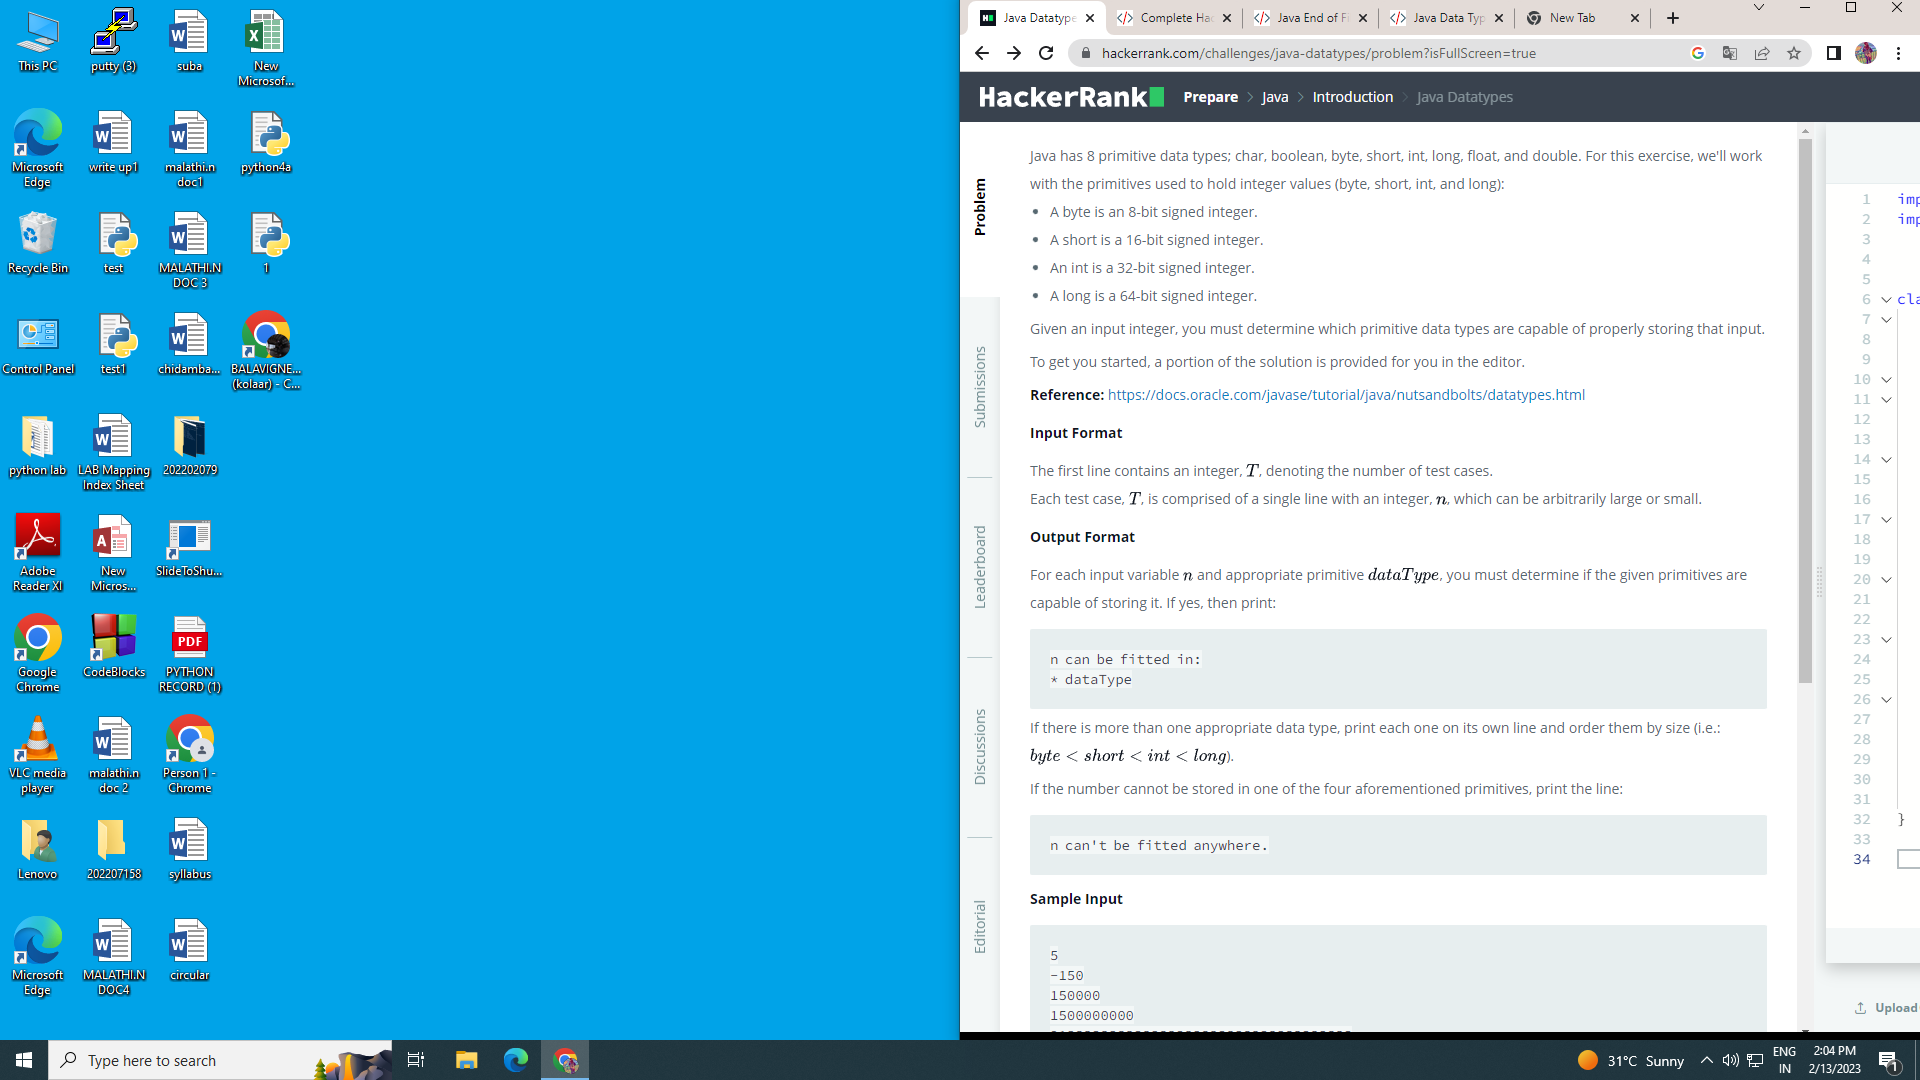 This PC
putty (3)
suba
New
Microsof...
Microsoft
Edge
write up1
malathi.n
doc1
python4a
Recycle Bin
test
MALATHI.N
DOC 3
1
Control Panel
test1
chidamba...
BALAVIGNE...
(kolaar) - C...
python lab
LAB Mapping
Index Sheet
202202079
Adobe
Reader XI
New
Micros...
SlideToShu...
Google
Chrome
CodeBlocks
PDF
PYTHON
RECORD (1)
VLC media
player
malathi.n
doc 2
Person 1 -
Chrome
Lenovo
202207158
syllabus
Microsoft
Edge
MALATHI.N
DOC4
circular
Java Datatype
Complete Hac
Java End of Fi
Java Data Typ
New Tab
hackerrank.com/challenges/java-datatypes/problem?isFullScreen=true
HackerRank
Prepare > Java > Introduction > Java Datatypes
Problem
Submissions
Leaderboard
Discussions
Editorial
Java has 8 primitive data types; char, boolean, byte, short, int, long, float, and double. For this exercise, we'll work
with the primitives used to hold integer values (byte, short, int, and long):
• A byte is an 8-bit signed integer.
• A short is a 16-bit signed integer.
• An int is a 32-bit signed integer.
• A long is a 64-bit signed integer.
Given an input integer, you must determine which primitive data types are capable of properly storing that input.
To get you started, a portion of the solution is provided for you in the editor.
Reference: https://docs.oracle.com/javase/tutorial/java/nutsandbolts/datatypes.html
Input Format
The first line contains an integer, T, denoting the number of test cases.
Each test case, T, is comprised of a single line with an integer, n, which can be arbitrarily large or small.
Output Format
For each input variable n and appropriate primitive dataType, you must determine if the given primitives are
capable of storing it. If yes, then print:
n can be fitted in:
* dataType
If there is more than one appropriate data type, print each one on its own line and order them by size (i.e.:
byte < short < int < long).
If the number cannot be stored in one of the four aforementioned primitives, print the line:
n can't be fitted anywhere.
Sample Input
5
-150
150000
1500000000
1 imp
2 imp
3
4
5
6 cla
7
8
9
10
11
12
13
14
15
16
17
18
19
20
21
22
23
24
25
26
27
28
29
30
31
32 }
33
34
Upload
Type here to search
31°C Sunny
ENG
IN
2:04 PM
2/13/2023
1